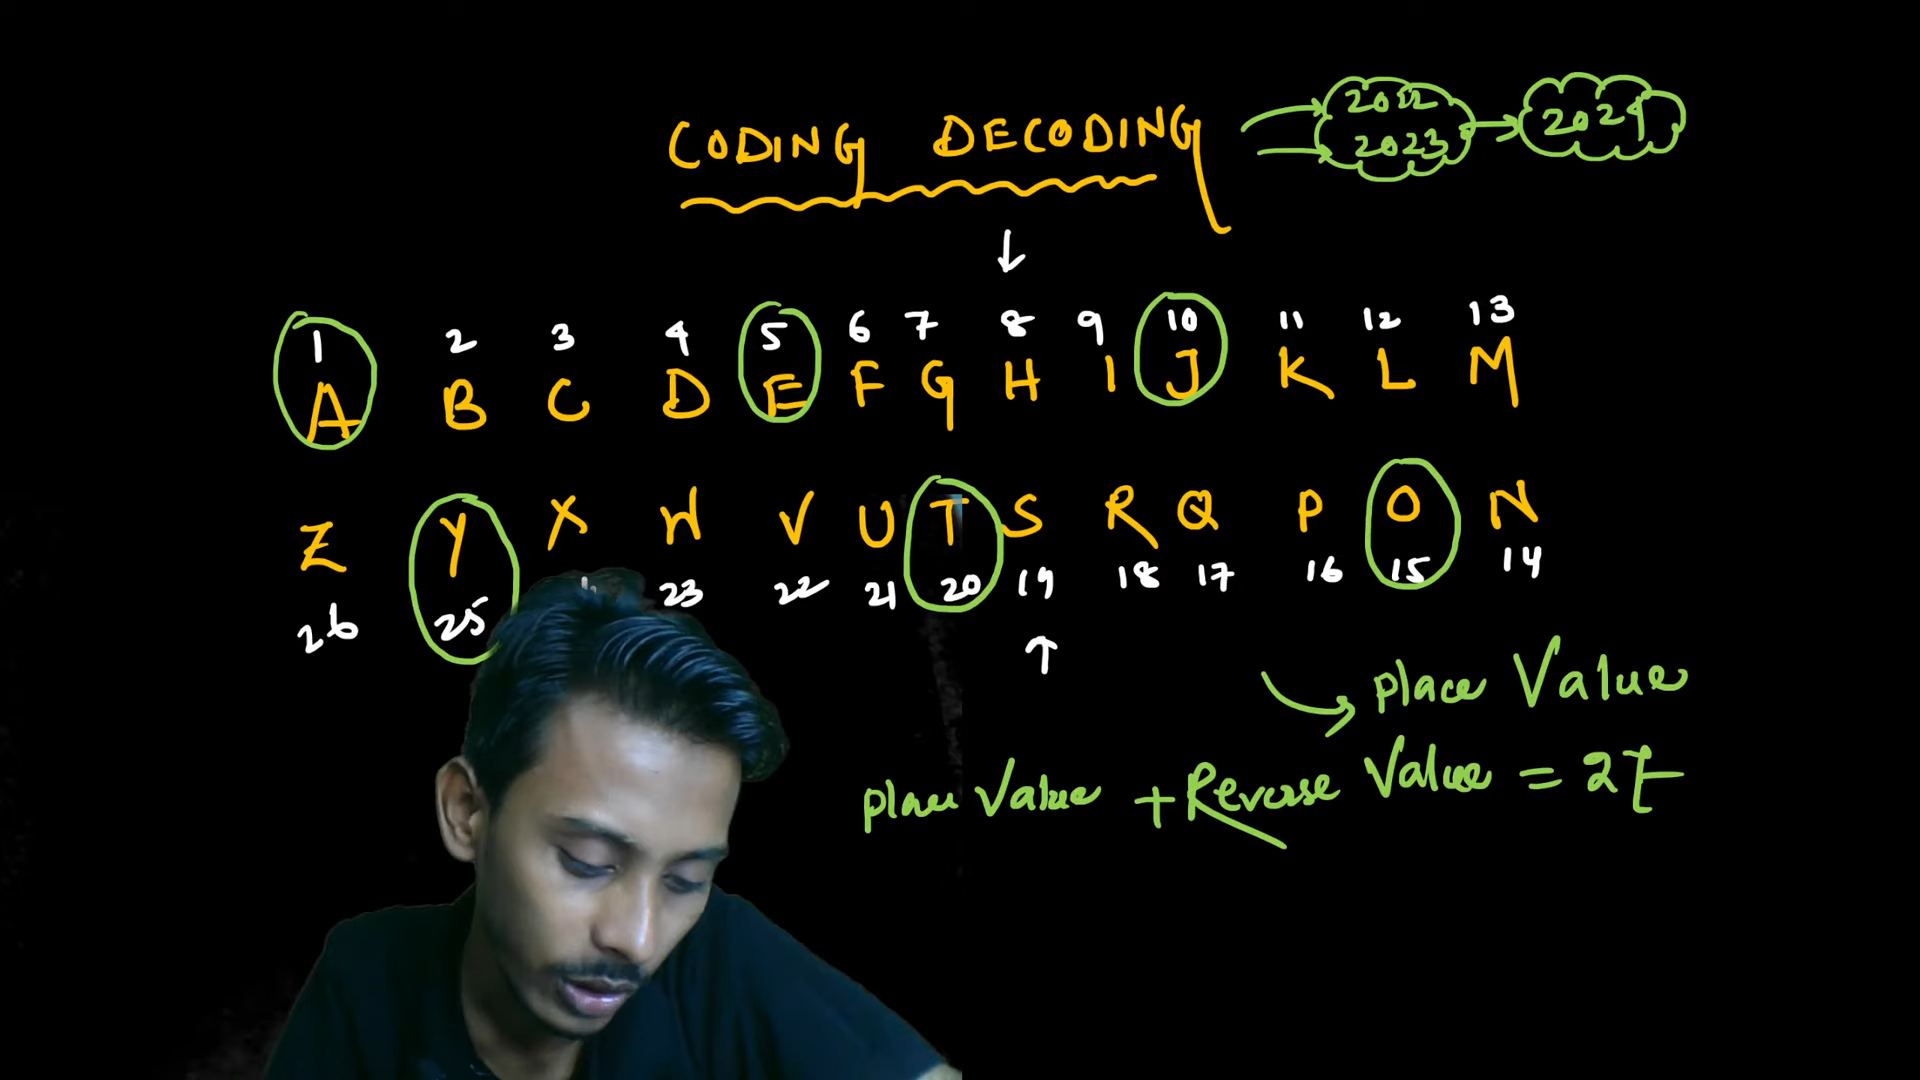 CODING DECODING
2022
2023
2024
1 2 3 4 5 6 7 8 9 10 11 12 13
A B C D E F G H I J K L M
Z Y X W V U T S R Q P O N
26 25 23 22 21 20 19 18 17 16 15 14
place Value
place Value + Reverse Value = 27